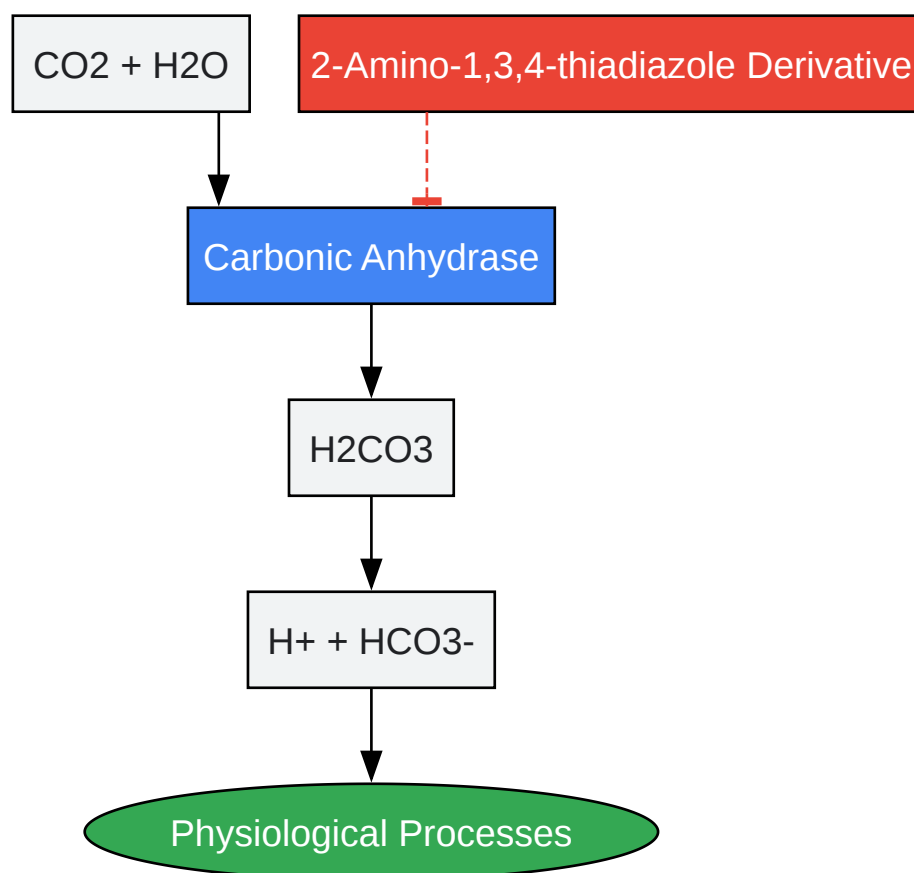 CO2 + H2O
2-Amino-1,3,4-thiadiazole Derivative
Carbonic Anhydrase
H2CO3
H+ + HCO3-
Physiological Processes